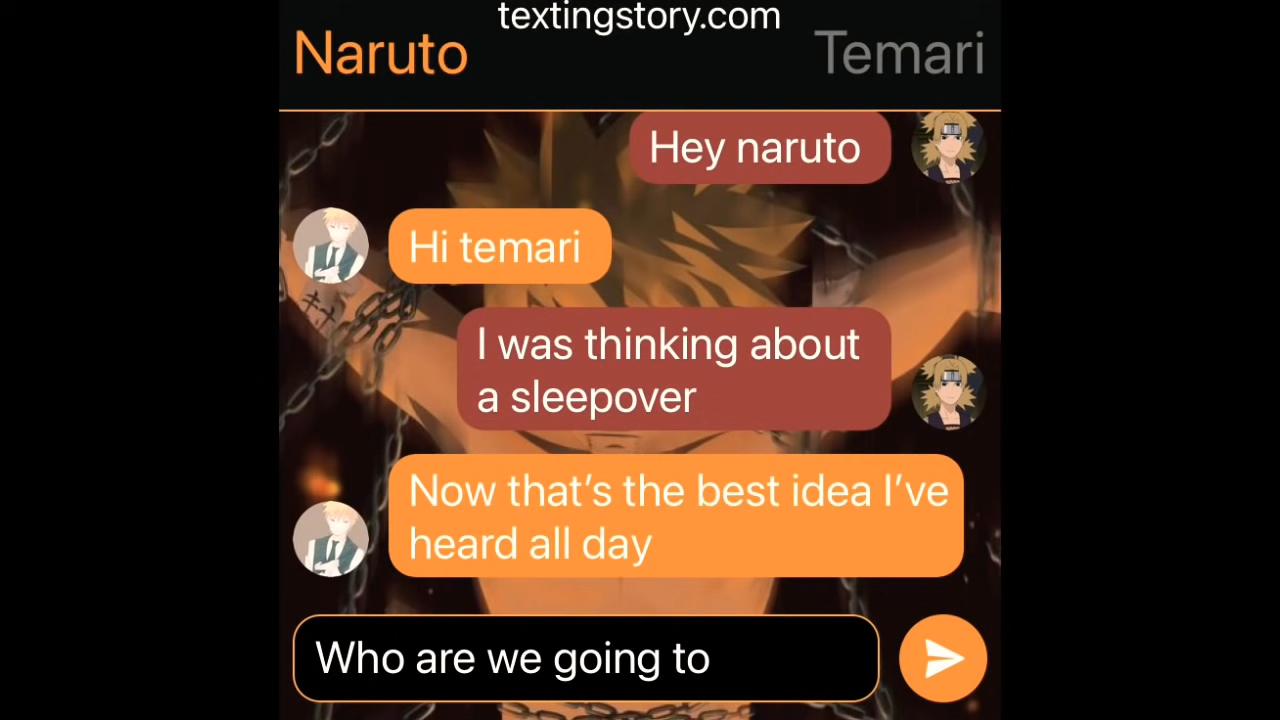 textingstory.com
Naruto
Temari
Hey naruto
Hi temari
I was thinking about
a sleepover
Now that’s the best idea I’ve
heard all day
Who are we going to